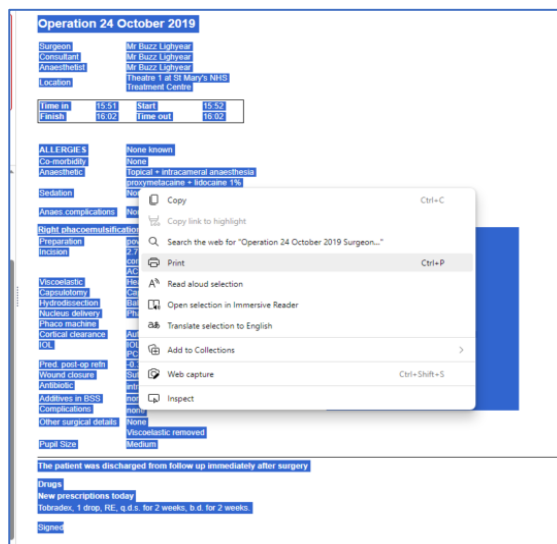 Operation 24 October 2019
Surgeon Mr Buzz Lighyear
Consultant Mr Buzz Lighyear
Anaesthetist Mr Buzz Lighyear
Location Theatre 1 at St Mary's NHS
Treatment Centre
Time in 15:51 Start 15:52
Finish 16:02 Time out 16:02
ALLERGIES None known
Co-morbidity None
Anaesthetic Topical + intracameral anaesthesia
proxymetacaine + lidocaine 1%
Sedation
Anaes.complications
Right phacoemulsification
Preparation
Incision 2.7
Viscoelastic
Capsulotomy
Hydrodissection
Nucleus delivery
Phaco machine
Cortical clearance
IOL
Pred. post-op refn
Wound closure
Antibiotic
Additives in BSS
Complications none
Other surgical details None
Viscoelastic removed
Pupil Size Medium
The patient was discharged from follow up immediately after surgery
Drugs
New prescriptions today
Tobradex, 1 drop, RE, q.d.s. for 2 weeks, b.d. for 2 weeks.
Signed
Copy Ctrl+C
Copy link to highlight
Search the web for "Operation 24 October 2019 Surgeon..."
Print Ctrl+P
Read aloud selection
Open selection in Immersive Reader
Translate selection to English
Add to Collections
Web capture Ctrl+Shift+S
Inspect